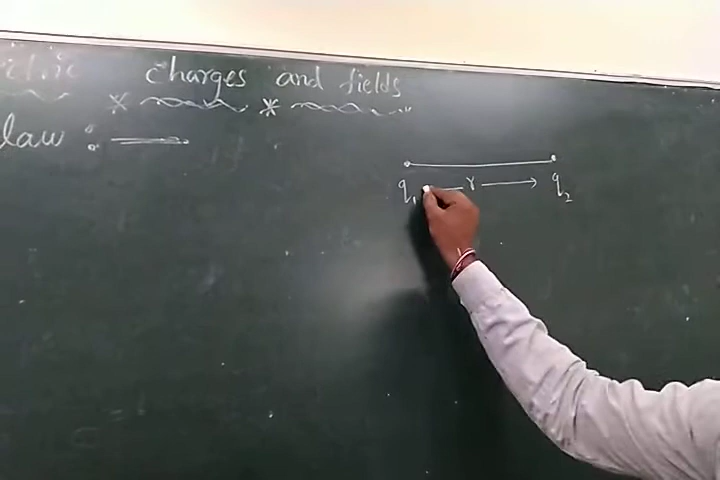 charges and fields
law :
q₁ r q₂